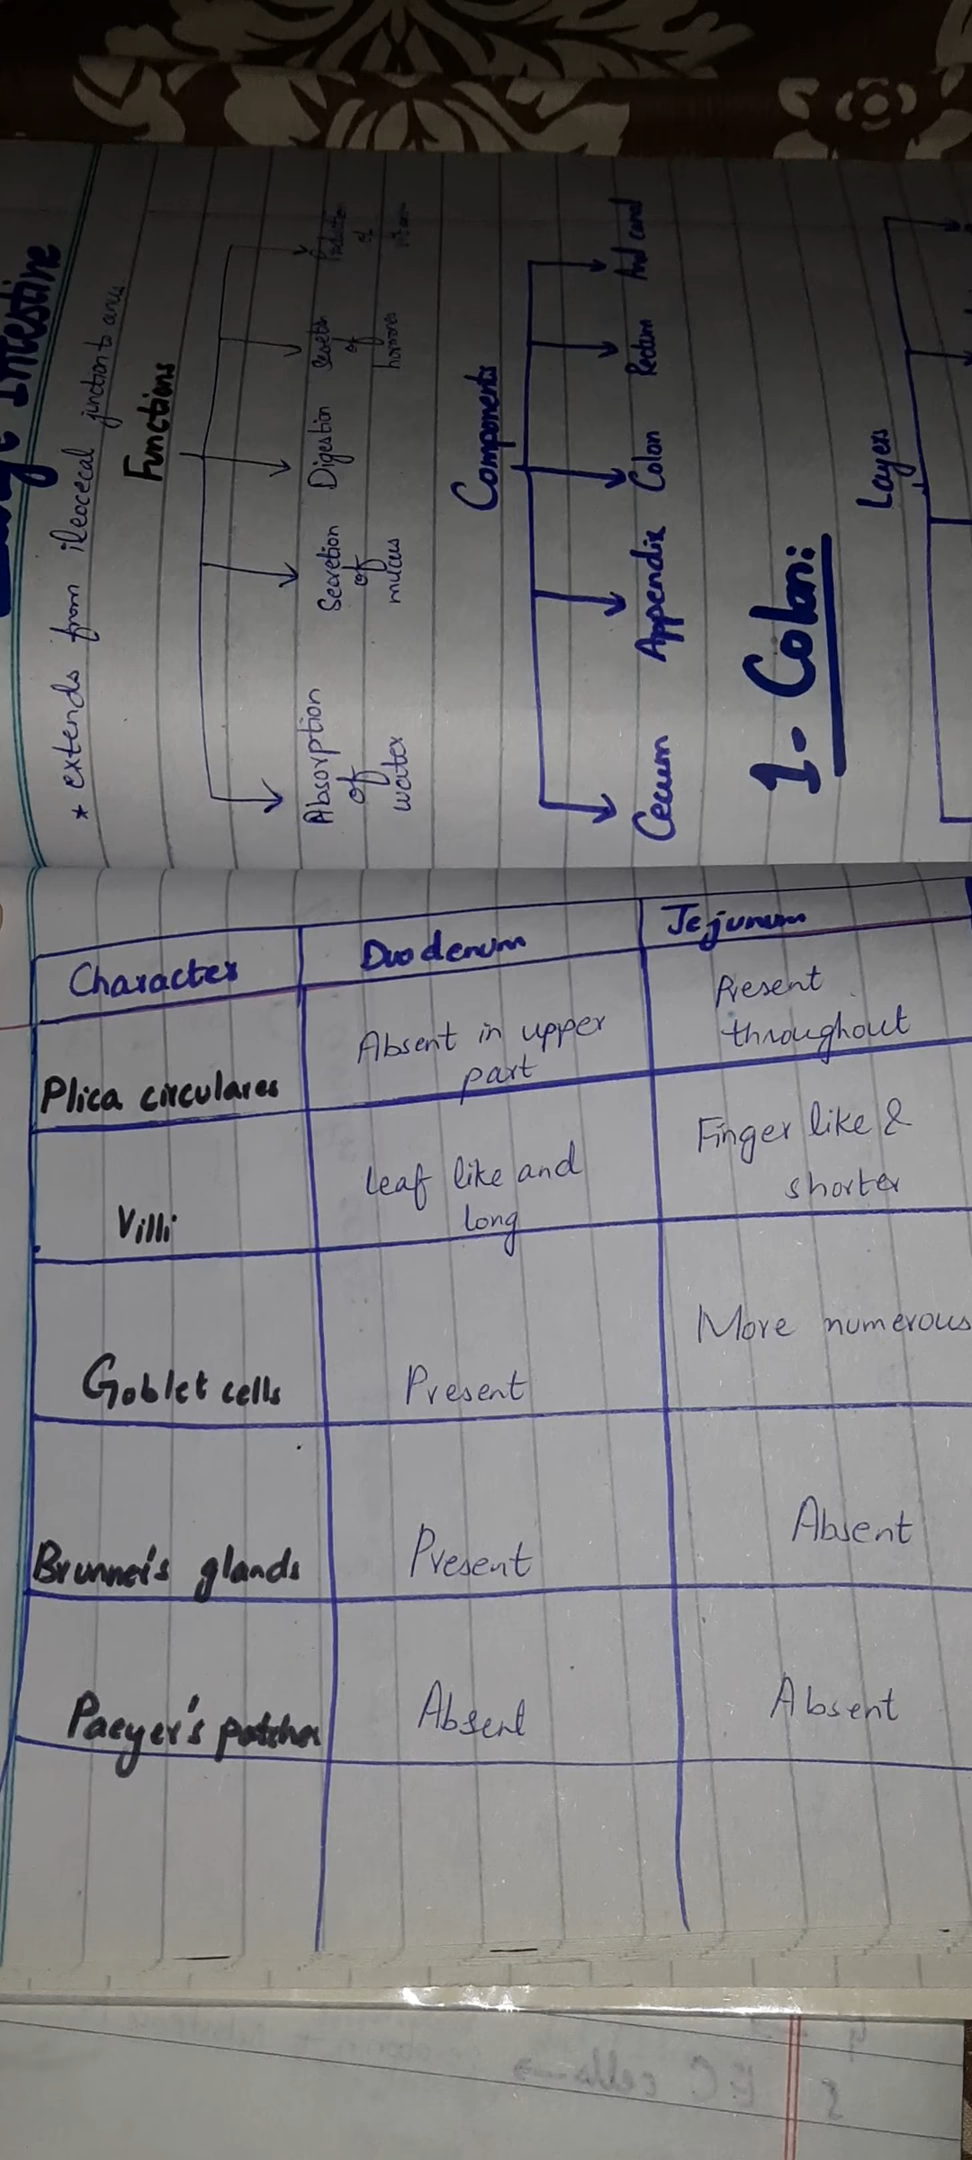 Intestine
* extends from ileocecal junction to anus
Functions
Absorption of water
Secretion of mucus
Digestion
of hormones
of
Components
Cecum
Appendix
Colon
Rectum
Anal canal
1- Colon:
Layers
Character Duodenum Jejunum
Plica circulares Absent in upper part Present throughout
Villi leaf like and long Finger like & shorter
Goblet cells Present More numerous
Brunner's glands Present Absent
Paeyer's patches Absent Absent
EC cells